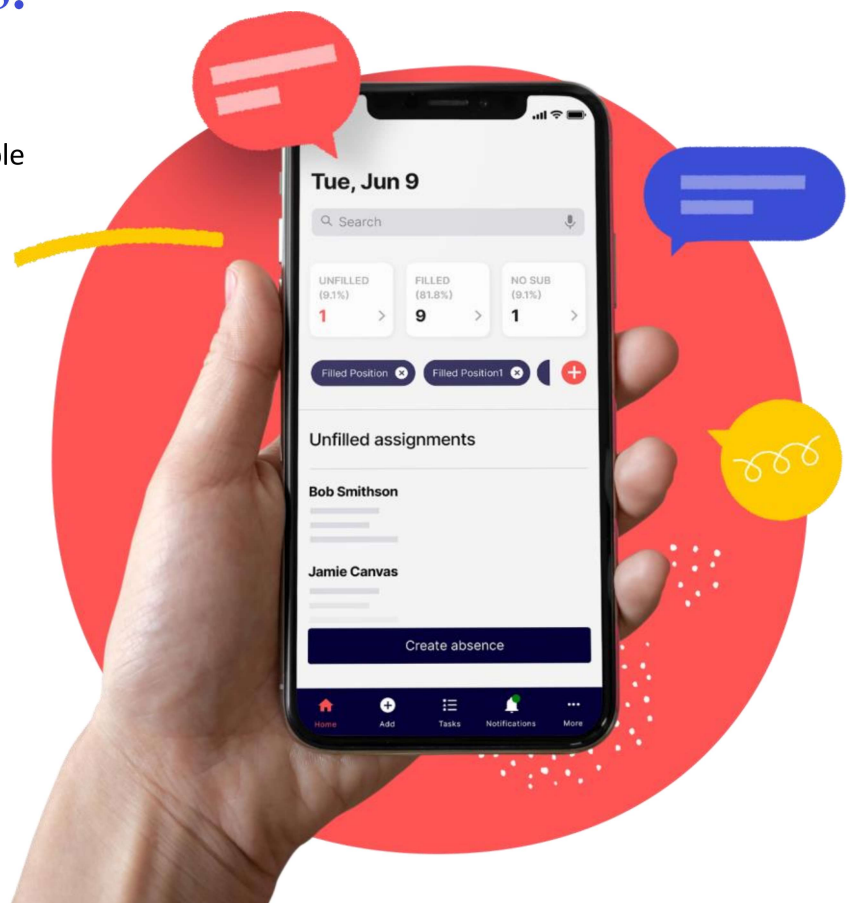 Tue, Jun 9
Search
UNFILLED
(9.1%)
1
FILLED
(81.8%)
9
NO SUB
(9.1%)
1
Filled Position
Filled Position1
Unfilled assignments
Bob Smithson
Jamie Canvas
Create absence
Home
Add
Tasks
Notifications
More